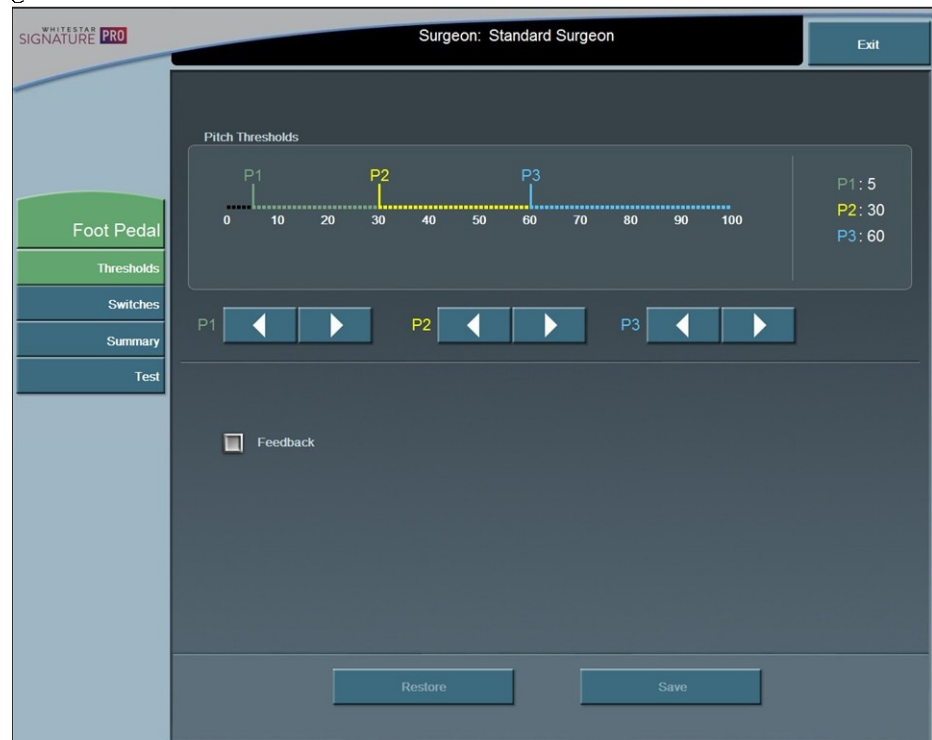 WHITESTAR
SIGNATURE PRO
Surgeon: Standard Surgeon
Exit
Pitch Thresholds
P1 P2 P3
0 10 20 30 40 50 60 70 80 90 100
P1: 5
P2: 30
P3: 60
Foot Pedal
Thresholds
Switches
Summary
Test
P1 P2 P3
Feedback
Restore Save